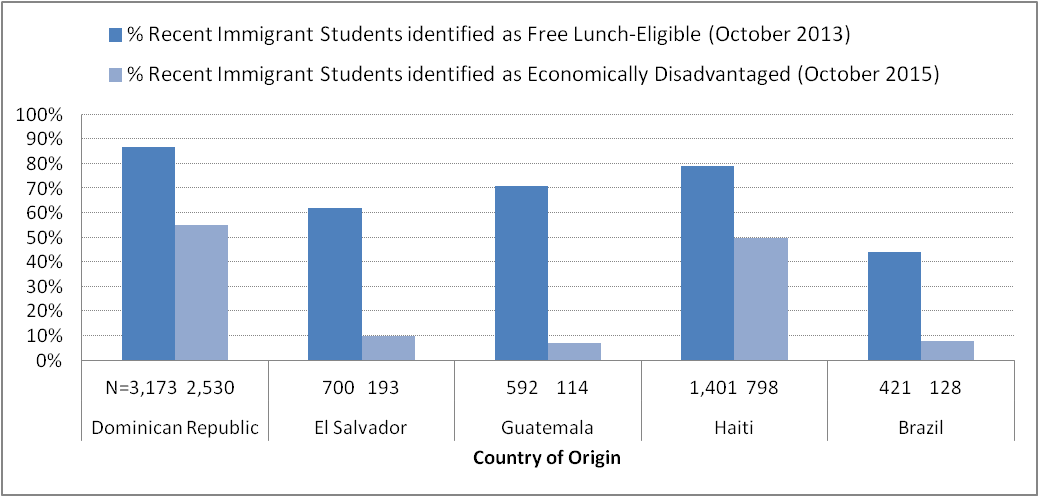 % Recent Immigrant Students identified as Free Lunch-Eligible (October 2013)
% Recent Immigrant Students identified as Economically Disadvantaged (October 2015)
100%
90%
80%
70%
60%
50%
40%
30%
20%
10%
0%
N=3,173 2,530 700 193 592 114 1,401 798 421 128
Dominican Republic El Salvador Guatemala Haiti Brazil
Country of Origin